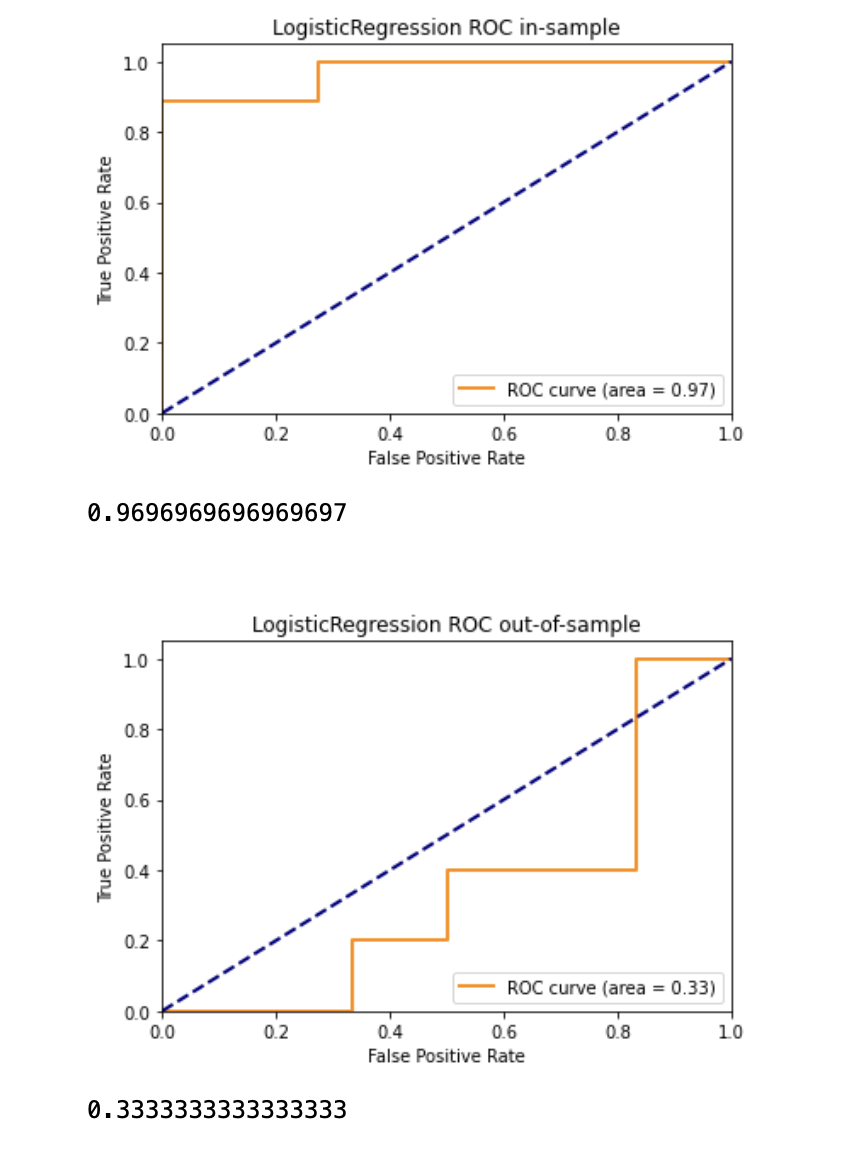 LogisticRegression ROC in-sample
1.0
0.8
0.6
0.4
0.2
0.0
True Positive Rate
ROC curve (area = 0.97)
0.0 0.2 0.4 0.6 0.8 1.0
False Positive Rate
0.9696969696969697
LogisticRegression ROC out-of-sample
1.0
0.8
0.6
0.4
0.2
0.0
True Positive Rate
ROC curve (area = 0.33)
0.0 0.2 0.4 0.6 0.8 1.0
False Positive Rate
0.3333333333333333